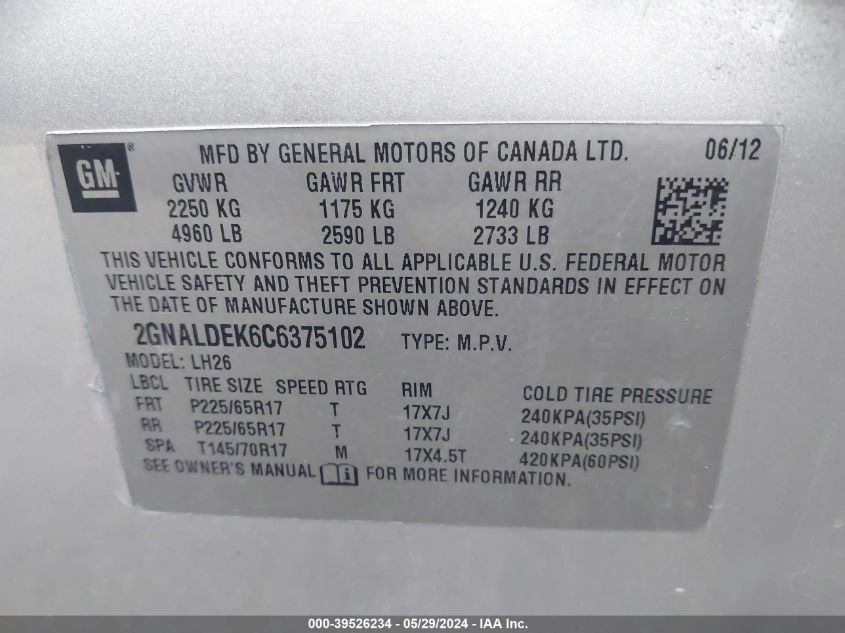 GM ® MFD BY GENERAL MOTORS OF CANADA LTD. 06/12
GVWR GAWR FRT GAWR RR
2250 KG 1175 KG 1240 KG
4960 LB 2590 LB 2733 LB
THIS VEHICLE CONFORMS TO ALL APPLICABLE U.S. FEDERAL MOTOR
VEHICLE SAFETY AND THEFT PREVENTION STANDARDS IN EFFECT ON
THE DATE OF MANUFACTURE SHOWN ABOVE.
2GNALDEK6C6375102 TYPE: M.P.V.
MODEL: LH26
LBCL TIRE SIZE SPEED RTG RIM COLD TIRE PRESSURE
FRT P225/65R17 T 17X7J 240KPA(35PSI)
RR P225/65R17 T 17X7J 240KPA(35PSI)
SPA T145/70R17 M 17X4.5T 420KPA(60PSI)
SEE OWNER'S MANUAL FOR MORE INFORMATION.
000-39526234 - 05/29/2024 - IAA Inc.